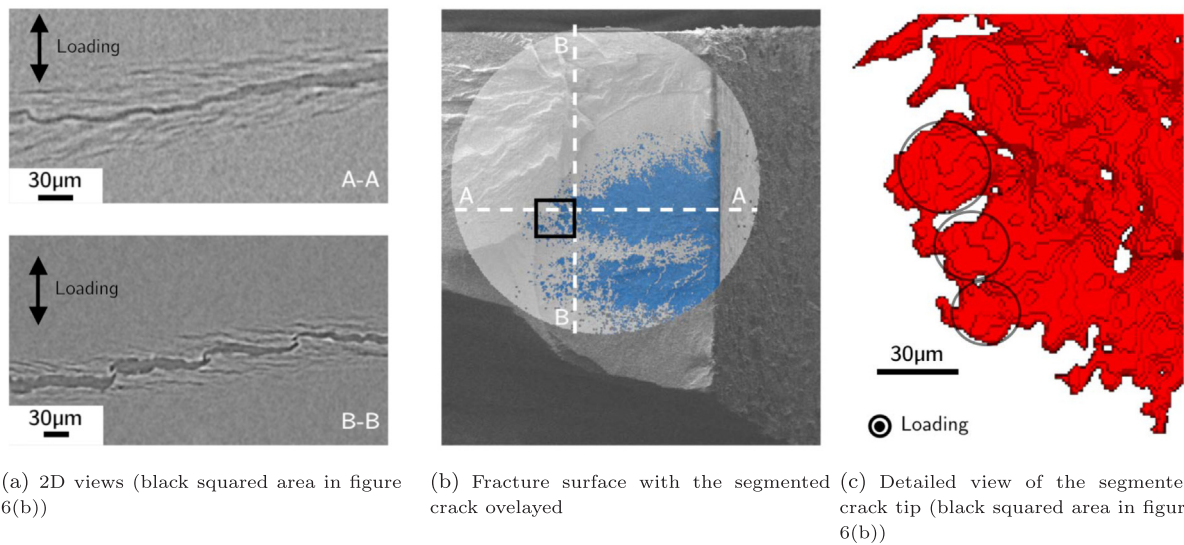 Loading
30μm
A-A
Loading
30μm
B-B
B
A
A
B
30μm
Loading
(a) 2D views (black squared area in figure
6(b))
(b) Fracture surface with the segmented
crack ovelayed
(c) Detailed view of the segmente
crack tip (black squared area in figur
6(b))